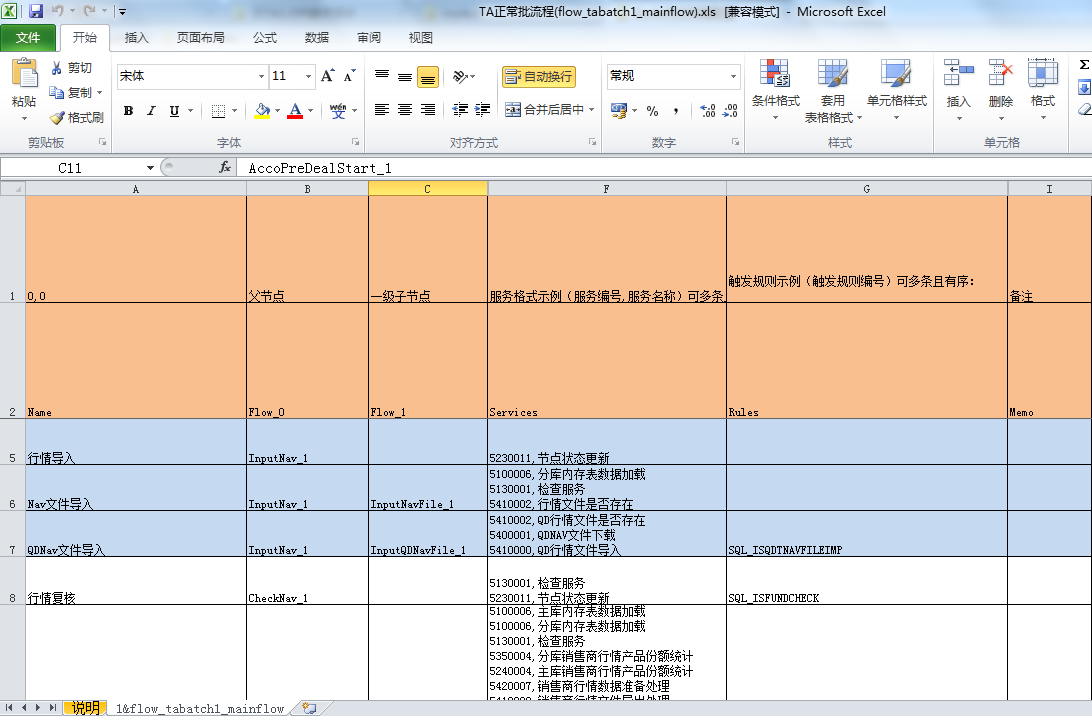 TA正常批流程(flow_tabatch1_mainflow).xls [兼容模式] - Microsoft Excel
文件 开始 插入 页面布局 公式 数据 审阅 视图
粘贴 剪切 复制 格式刷
宋体 11
B I U A A A wén 文
自动换行
合并后居中
常规
% , .0 .00 .00 .0
条件格式 套用 表格格式 单元格样式 插入 删除 格式 Σ
剪贴板 字体 对齐方式 数字 样式 单元格
C11 fx AccoPreDealStart_1
A B C F G I
1 0,0 父节点 一级子节点 服务格式示例（服务编号,服务名称）可多条 触发规则示例（触发规则编号）可多条且有序： 备注
2 Name Flow_0 Flow_1 Services Rules Memo
5 行情导入 InputNav_1 5230011,节点状态更新
5100006,分库内存表数据加载
5130001,检查服务
6 Nav文件导入 InputNav_1 InputNavFile_1 5410002,行情文件是否存在
5410002,QD行情文件是否存在
5400001,QDNAV文件下载
7 QDNav文件导入 InputNav_1 InputQDNavFile_1 5410000,QD行情文件导入 SQL_ISQDTNAVFILEIMP
5130001,检查服务
8 行情复核 CheckNav_1 5230011,节点状态更新 SQL_ISFUNDCHECK
5100006,主库内存表数据加载
5100006,分库内存表数据加载
5130001,检查服务
5350004,分库销售商行情产品份额统计
5240004,主库销售商行情产品份额统计
5420007,销售商行情数据准备处理
说明 1&flow_tabatch1_mainflow